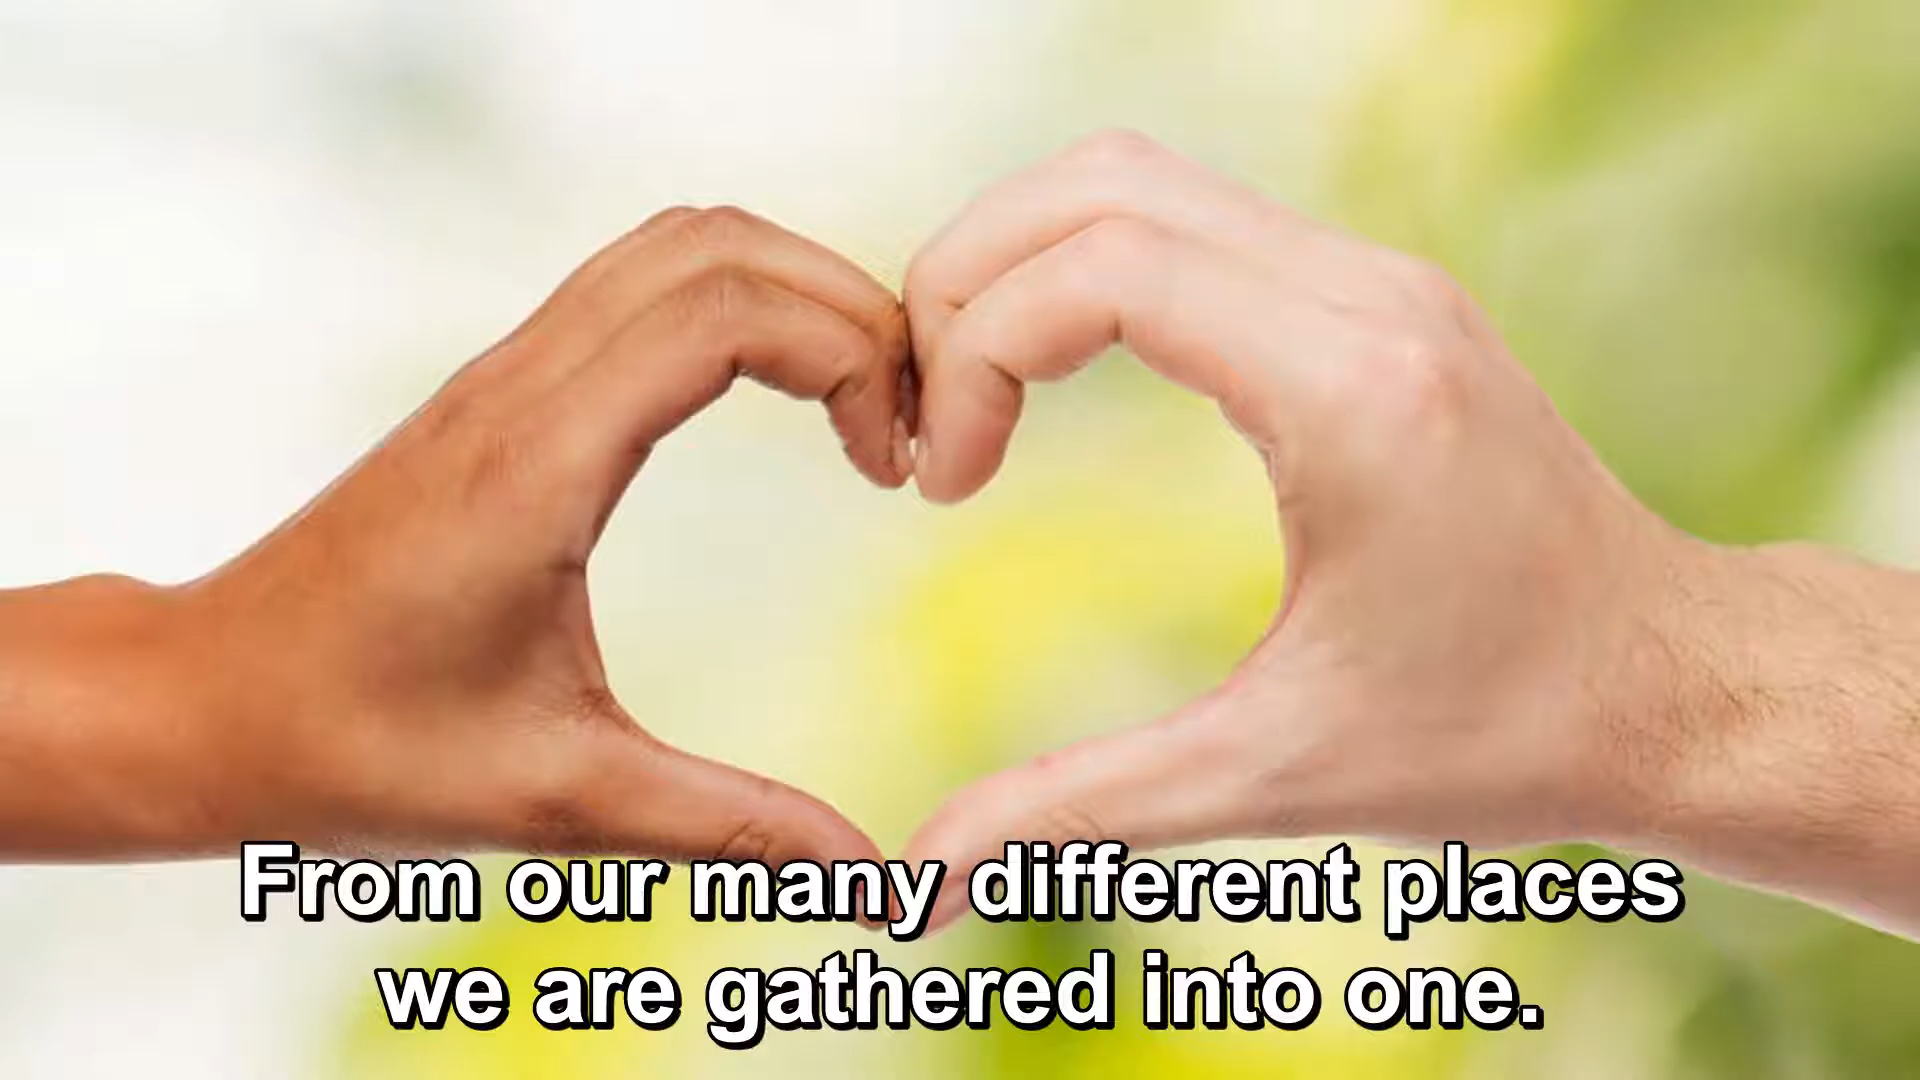 From our many different places
we are gathered into one.